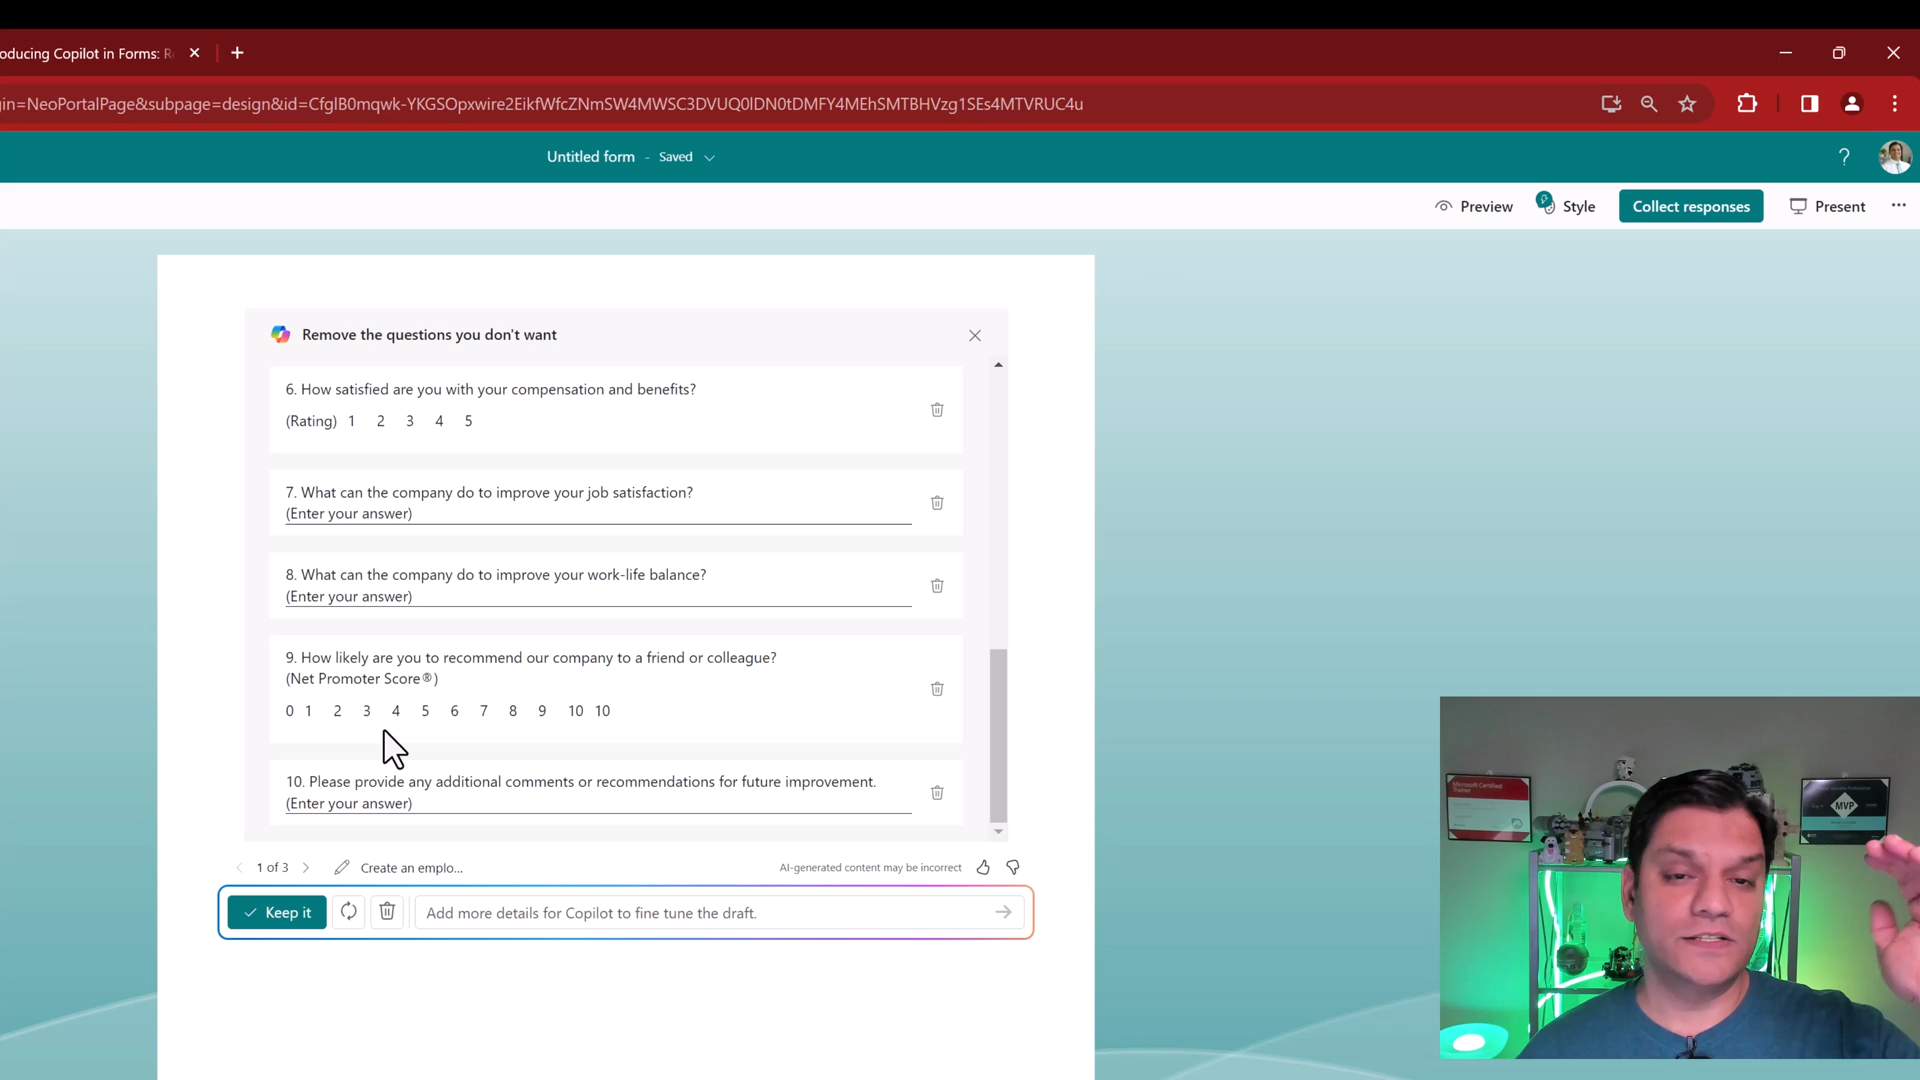 oducing Copilot in Forms: R
gin=NeoPortalPage&subpage=design&id=CfglB0mqwk-YKGSOpxwire2EikfWfcZNmSW4MWSC3DVUQ0lDN0tDMFY4MEhSMTBHVzg1SEs4MTVRUC4u
Untitled form - Saved
?
Preview
Style
Collect responses
Present
Remove the questions you don't want
6. How satisfied are you with your compensation and benefits?
(Rating) 1 2 3 4 5
7. What can the company do to improve your job satisfaction?
(Enter your answer)
8. What can the company do to improve your work-life balance?
(Enter your answer)
9. How likely are you to recommend our company to a friend or colleague?
(Net Promoter Score®)
0 1 2 3 4 5 6 7 8 9 10 10
10. Please provide any additional comments or recommendations for future improvement.
(Enter your answer)
1 of 3
Create an emplo...
AI-generated content may be incorrect
Keep it
Add more details for Copilot to fine tune the draft.
Microsoft Certified
Trainer
MVP